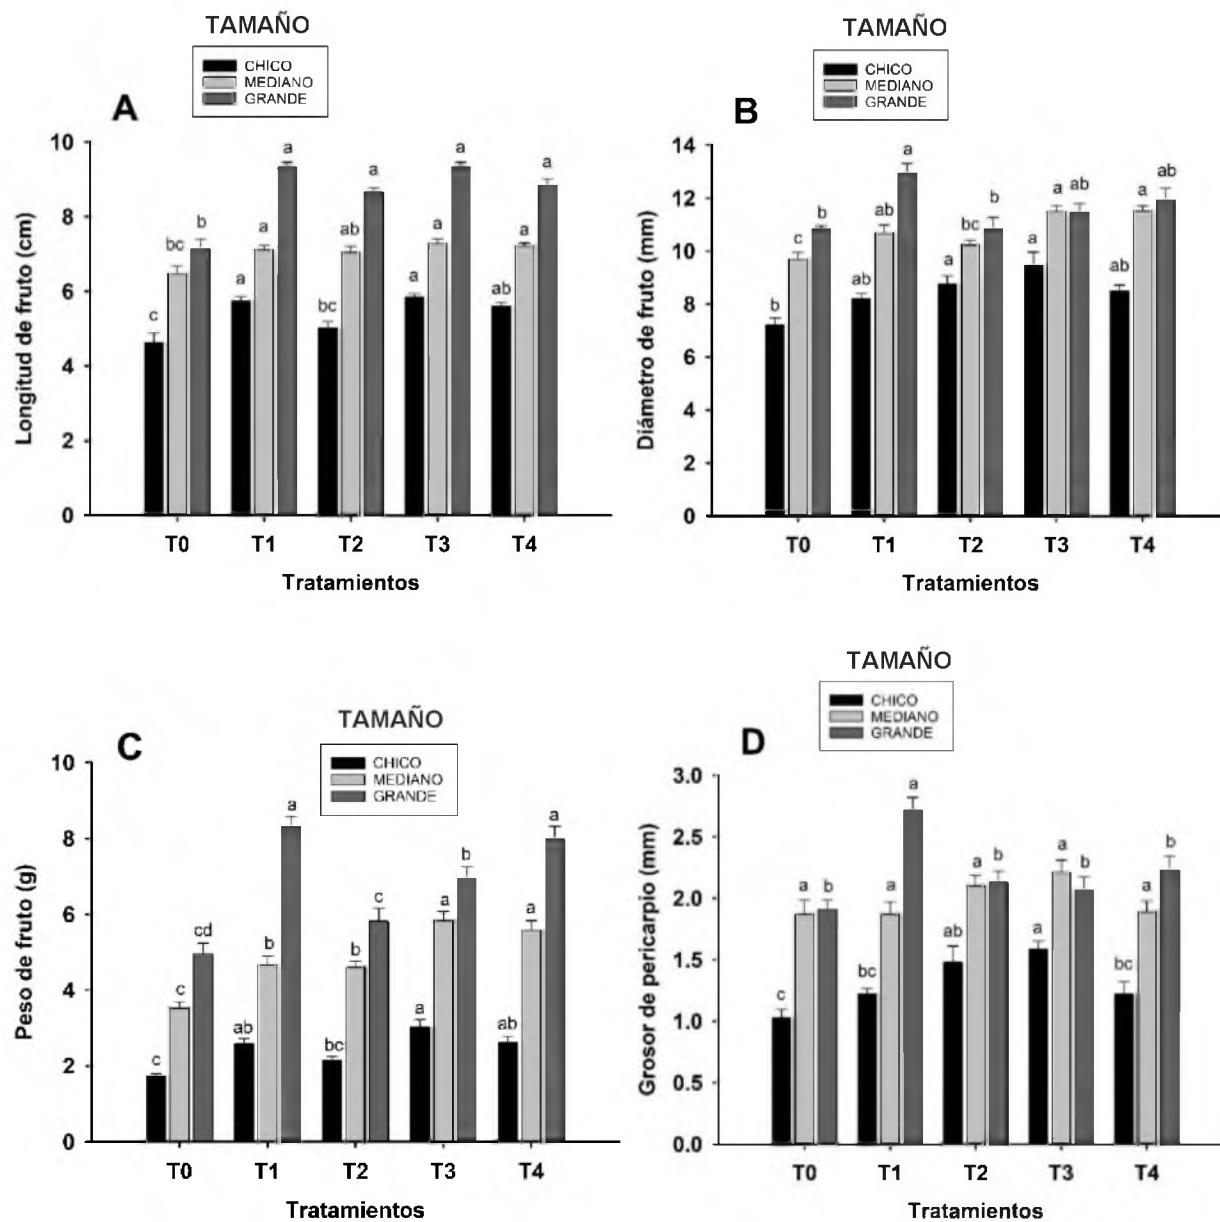 TAMAÑO
CHICO
MEDIANO
GRANDE
A
Longitud de fruto (cm)
10
8
6
4
2
0
c
bc
b
a
a
a
bc
ab
a
a
a
a
ab
a
a
T0 T1 T2 T3 T4
Tratamientos
TAMAÑO
CHICO
MEDIANO
GRANDE
B
Diámetro de fruto (mm)
14
12
10
8
6
4
2
0
b
c
b
ab
ab
a
a
bc
b
a
a
ab
ab
a
ab
T0 T1 T2 T3 T4
Tratamientos
TAMAÑO
CHICO
MEDIANO
GRANDE
C
Peso de fruto (g)
10
8
6
4
2
0
c
c
cd
ab
b
a
bc
b
c
a
a
b
ab
a
a
T0 T1 T2 T3 T4
Tratamientos
TAMAÑO
CHICO
MEDIANO
GRANDE
D
Grosor de pericarpio (mm)
3.0
2.5
2.0
1.5
1.0
0.5
0.0
c
a
b
bc
a
a
ab
a
b
a
a
b
bc
a
b
T0 T1 T2 T3 T4
Tratamientos